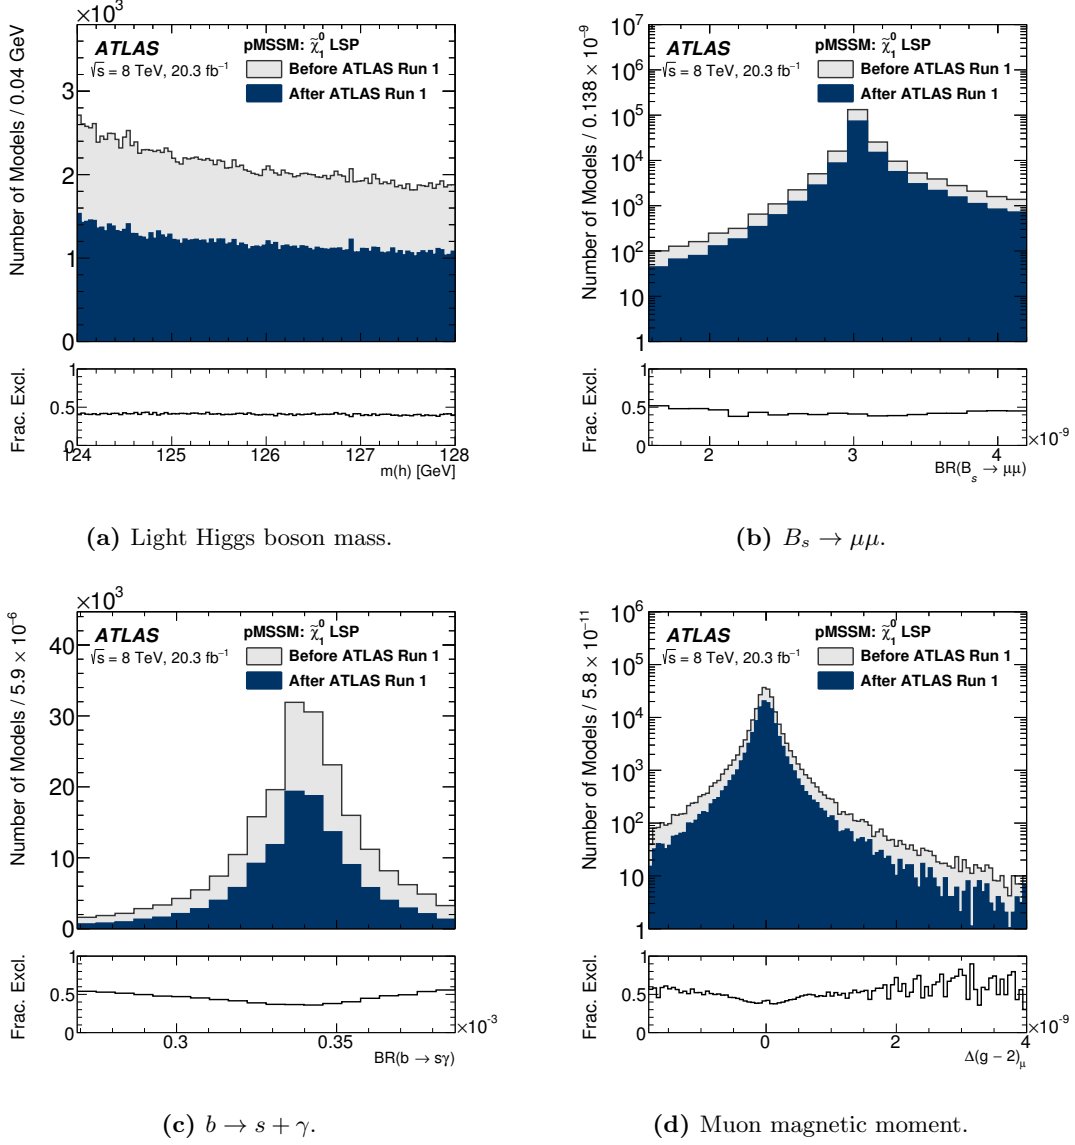 ×10³
ATLAS
√s = 8 TeV, 20.3 fb⁻¹
pMSSM: χ̃₁⁰ LSP
Before ATLAS Run 1
After ATLAS Run 1
Number of Models / 0.04 GeV
3
2
1
0
Frac. Excl.
1
0.5
0
124 125 126 127 128
m(h) [GeV]
(a) Light Higgs boson mass.
ATLAS
√s = 8 TeV, 20.3 fb⁻¹
pMSSM: χ̃₁⁰ LSP
Before ATLAS Run 1
After ATLAS Run 1
Number of Models / 0.138 × 10⁻⁹
10⁷
10⁶
10⁵
10⁴
10³
10²
10
1
Frac. Excl.
1
0.5
0
2 3 4
×10⁻⁹
BR(B_s → μμ)
(b) B_s → μμ.
×10³
ATLAS
√s = 8 TeV, 20.3 fb⁻¹
pMSSM: χ̃₁⁰ LSP
Before ATLAS Run 1
After ATLAS Run 1
Number of Models / 5.9 × 10⁻⁶
40
30
20
10
0
Frac. Excl.
1
0.5
0
0.3 0.35
×10⁻³
BR(b → sγ)
(c) b → s + γ.
ATLAS
√s = 8 TeV, 20.3 fb⁻¹
pMSSM: χ̃₁⁰ LSP
Before ATLAS Run 1
After ATLAS Run 1
Number of Models / 5.8 × 10⁻¹¹
10⁶
10⁵
10⁴
10³
10²
10
1
Frac. Excl.
1
0.5
0
0 2 4
×10⁻⁹
Δ(g − 2)_μ
(d) Muon magnetic moment.